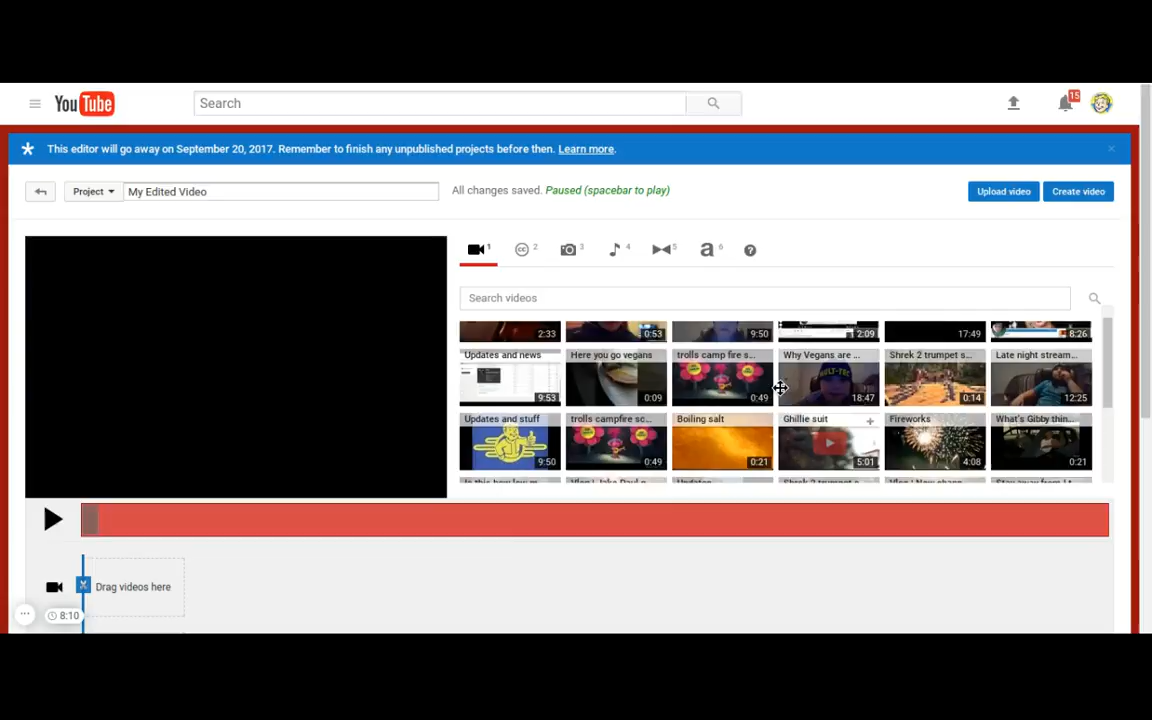 YouTube
Search
15
This editor will go away on September 20, 2017. Remember to finish any unpublished projects before then. Learn more.
Project
My Edited Video
All changes saved. Paused (spacebar to play)
Upload video
Create video
1
2
3
4
5
a 6
Search videos
2:33
0:53
9:50
2:09
17:49
8:26
Updates and news
Here you go vegans
trolls camp fire s...
Why Vegans are ...
Shrek 2 trumpet s...
Late night stream...
9:53
0:09
0:49
18:47
0:14
12:25
Updates and stuff
trolls campfire sc...
Boiling salt
Ghillie suit
Fireworks
What's Gibby thin...
9:50
0:49
0:21
5:01
4:08
0:21
Drag videos here
8:10